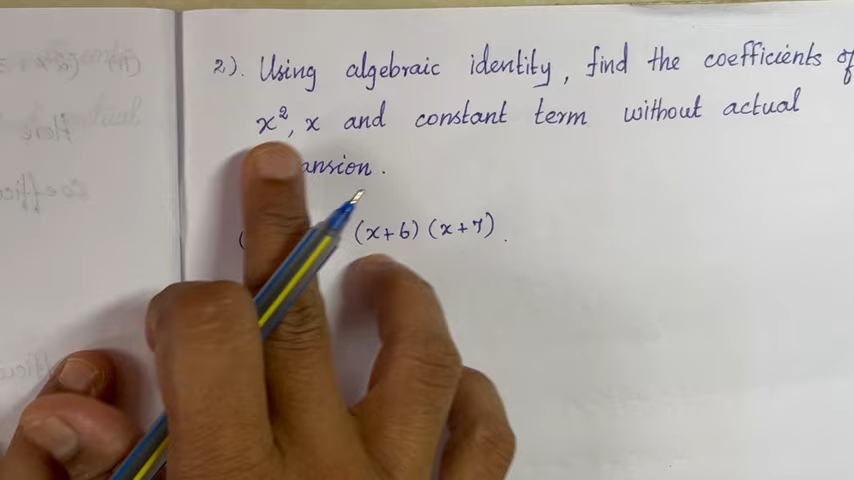 2). Using algebraic identity, find the coefficients of
x², x and constant term without actual
ansion.
( (x+6) (x+7).